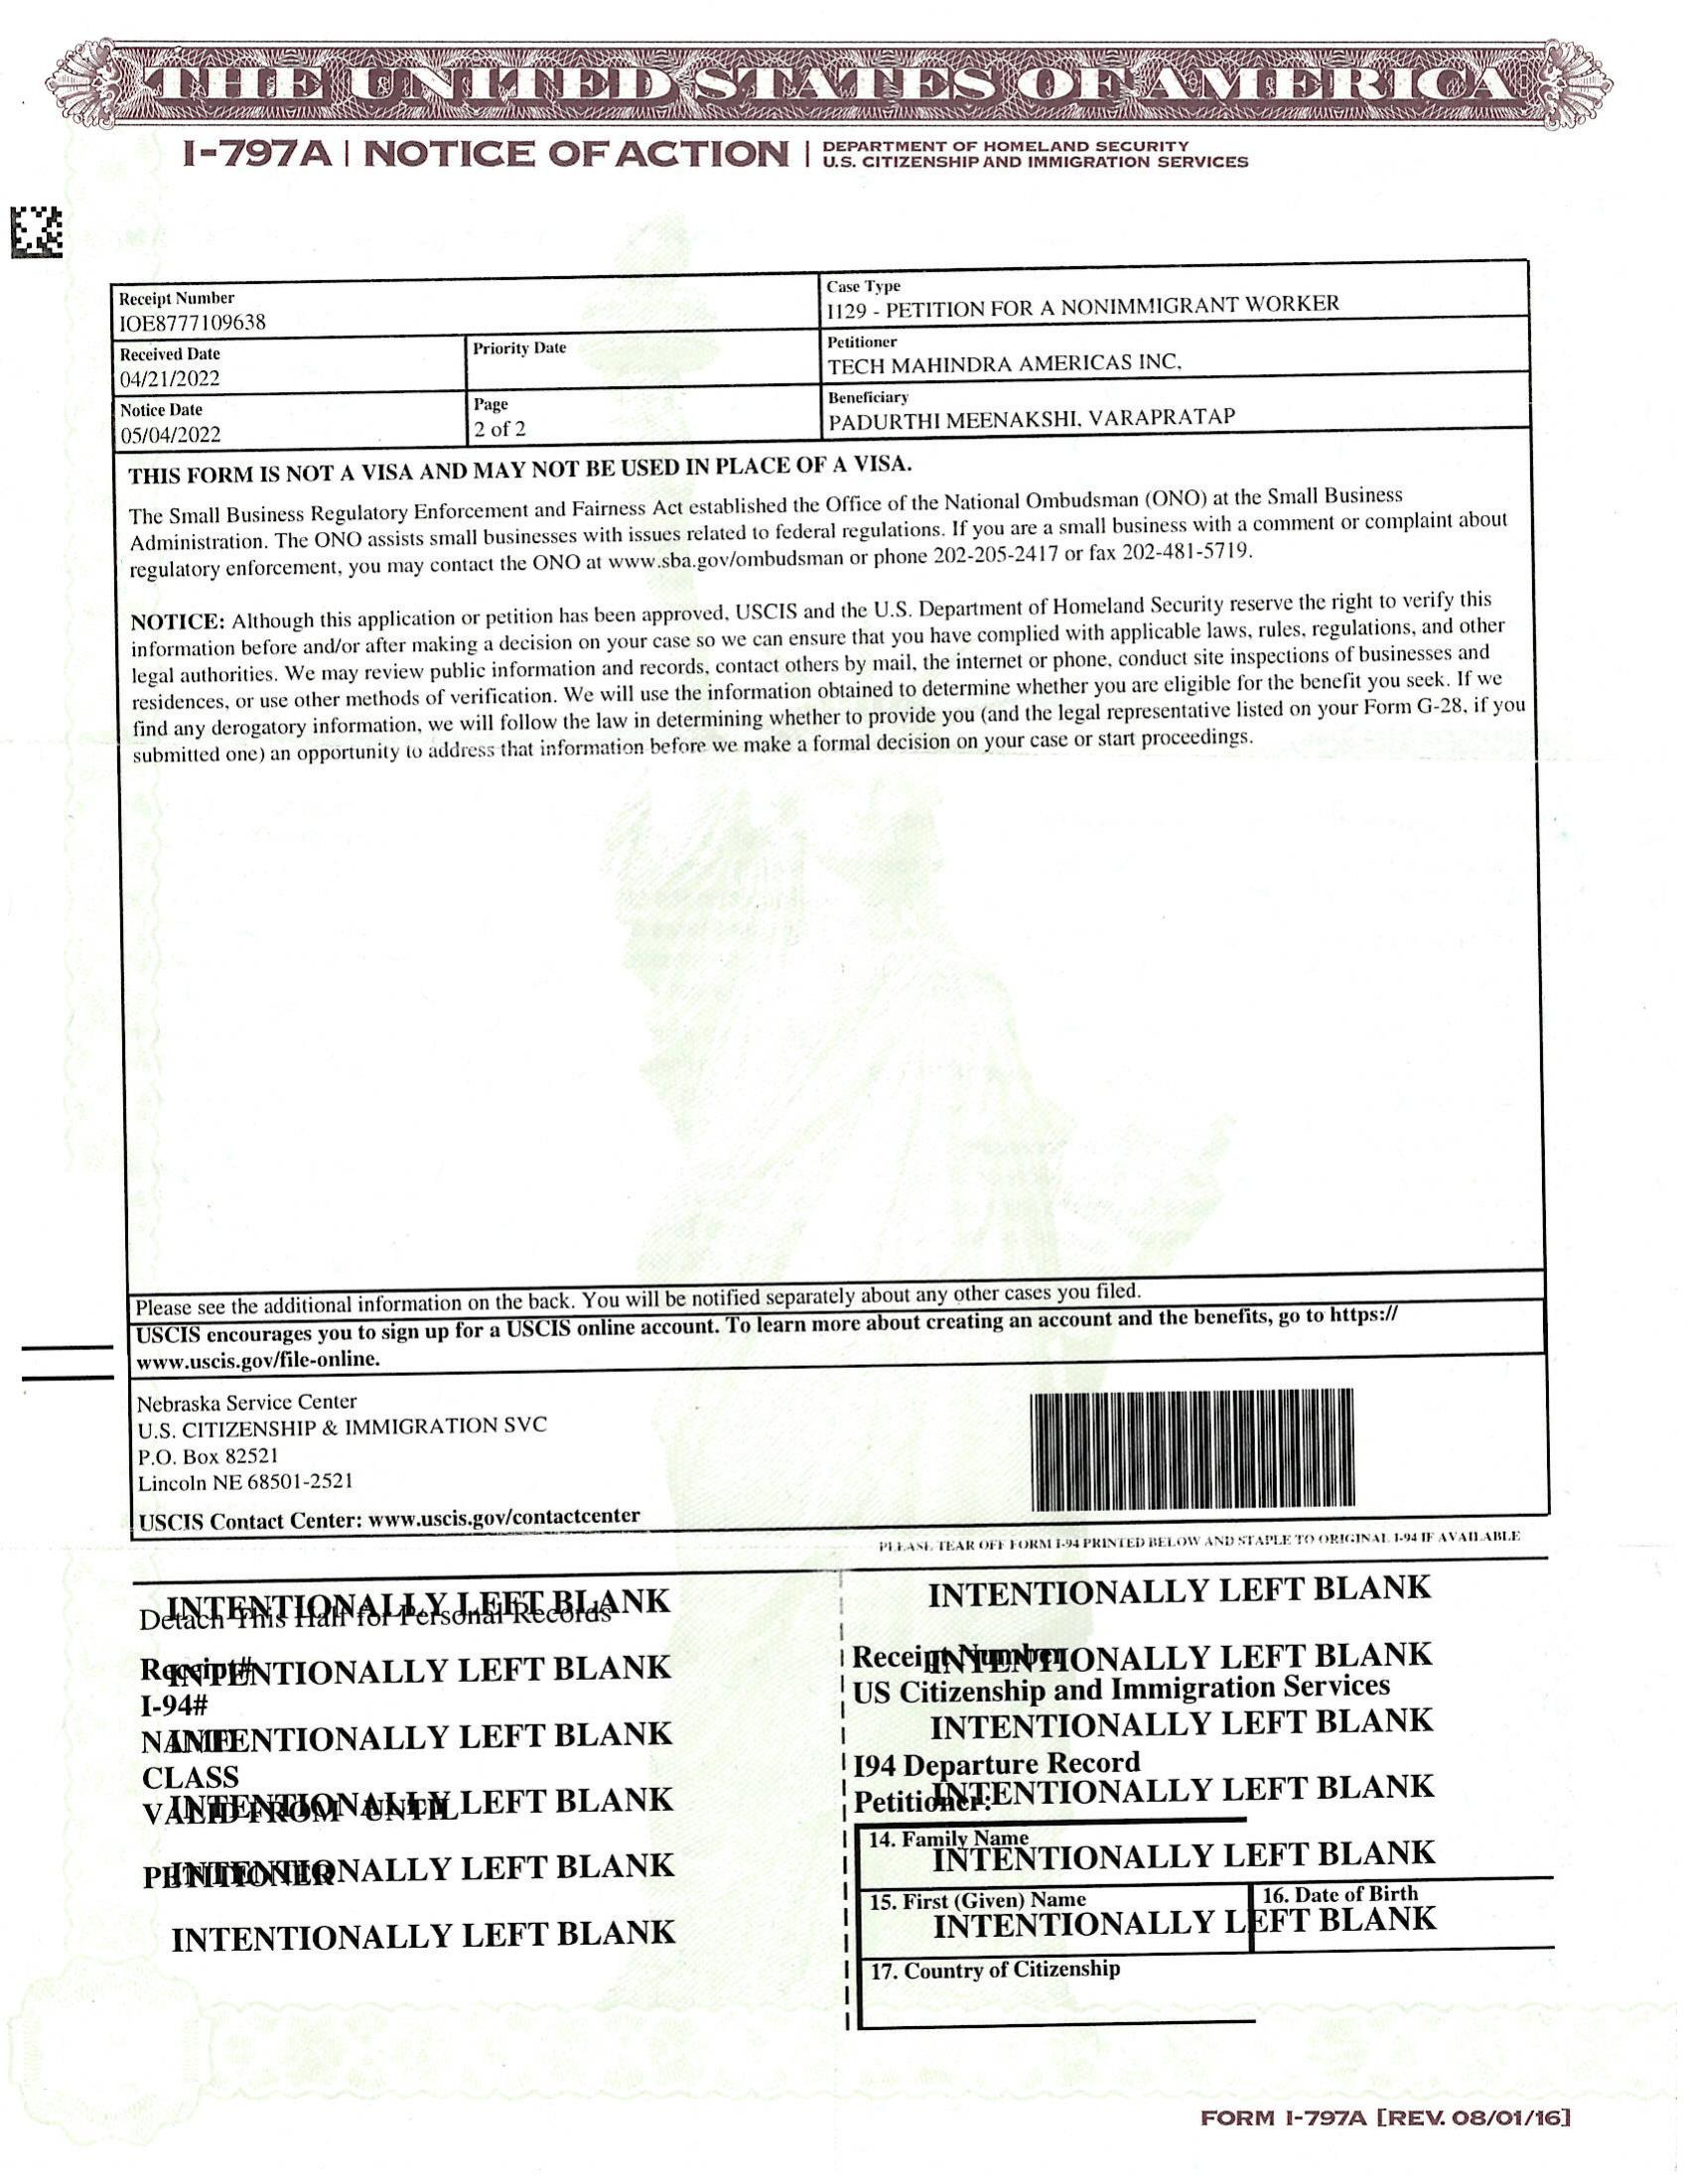 THE UNITED STATES OF AMERICA
I-797A | NOTICE OF ACTION | DEPARTMENT OF HOMELAND SECURITY
U.S. CITIZENSHIP AND IMMIGRATION SERVICES
Receipt Number
IOE8777109638
Case Type
I129 - PETITION FOR A NONIMMIGRANT WORKER
Received Date
04/21/2022
Priority Date
Petitioner
TECH MAHINDRA AMERICAS INC,
Notice Date
05/04/2022
Page
2 of 2
Beneficiary
PADURTHI MEENAKSHI, VARAPRATAP
THIS FORM IS NOT A VISA AND MAY NOT BE USED IN PLACE OF A VISA.
The Small Business Regulatory Enforcement and Fairness Act established the Office of the National Ombudsman (ONO) at the Small Business
Administration. The ONO assists small businesses with issues related to federal regulations. If you are a small business with a comment or complaint about
regulatory enforcement, you may contact the ONO at www.sba.gov/ombudsman or phone 202-205-2417 or fax 202-481-5719.
NOTICE: Although this application or petition has been approved, USCIS and the U.S. Department of Homeland Security reserve the right to verify this
information before and/or after making a decision on your case so we can ensure that you have complied with applicable laws, rules, regulations, and other
legal authorities. We may review public information and records, contact others by mail, the internet or phone, conduct site inspections of businesses and
residences, or use other methods of verification. We will use the information obtained to determine whether you are eligible for the benefit you seek. If we
find any derogatory information, we will follow the law in determining whether to provide you (and the legal representative listed on your Form G-28, if you
submitted one) an opportunity to address that information before we make a formal decision on your case or start proceedings.
Please see the additional information on the back. You will be notified separately about any other cases you filed.
USCIS encourages you to sign up for a USCIS online account. To learn more about creating an account and the benefits, go to https://
www.uscis.gov/file-online.
Nebraska Service Center
U.S. CITIZENSHIP & IMMIGRATION SVC
P.O. Box 82521
Lincoln NE 68501-2521
USCIS Contact Center: www.uscis.gov/contactcenter
PLEASE TEAR OFF FORM I-94 PRINTED BELOW AND STAPLE TO ORIGINAL I-94 IF AVAILABLE
INTENTIONALLY LEFT BLANK
Detach This Half for Personal Records
Receipt#
INTENTIONALLY LEFT BLANK
I-94#
NAME
INTENTIONALLY LEFT BLANK
CLASS
VALID FROM UNTIL
INTENTIONALLY LEFT BLANK
PETITIONER
INTENTIONALLY LEFT BLANK
INTENTIONALLY LEFT BLANK
INTENTIONALLY LEFT BLANK
Receipt Number
INTENTIONALLY LEFT BLANK
US Citizenship and Immigration Services
INTENTIONALLY LEFT BLANK
I94 Departure Record
Petitioner:
INTENTIONALLY LEFT BLANK
14. Family Name
INTENTIONALLY LEFT BLANK
15. First (Given) Name
16. Date of Birth
INTENTIONALLY LEFT BLANK
17. Country of Citizenship
FORM I-797A [REV. 08/01/16]